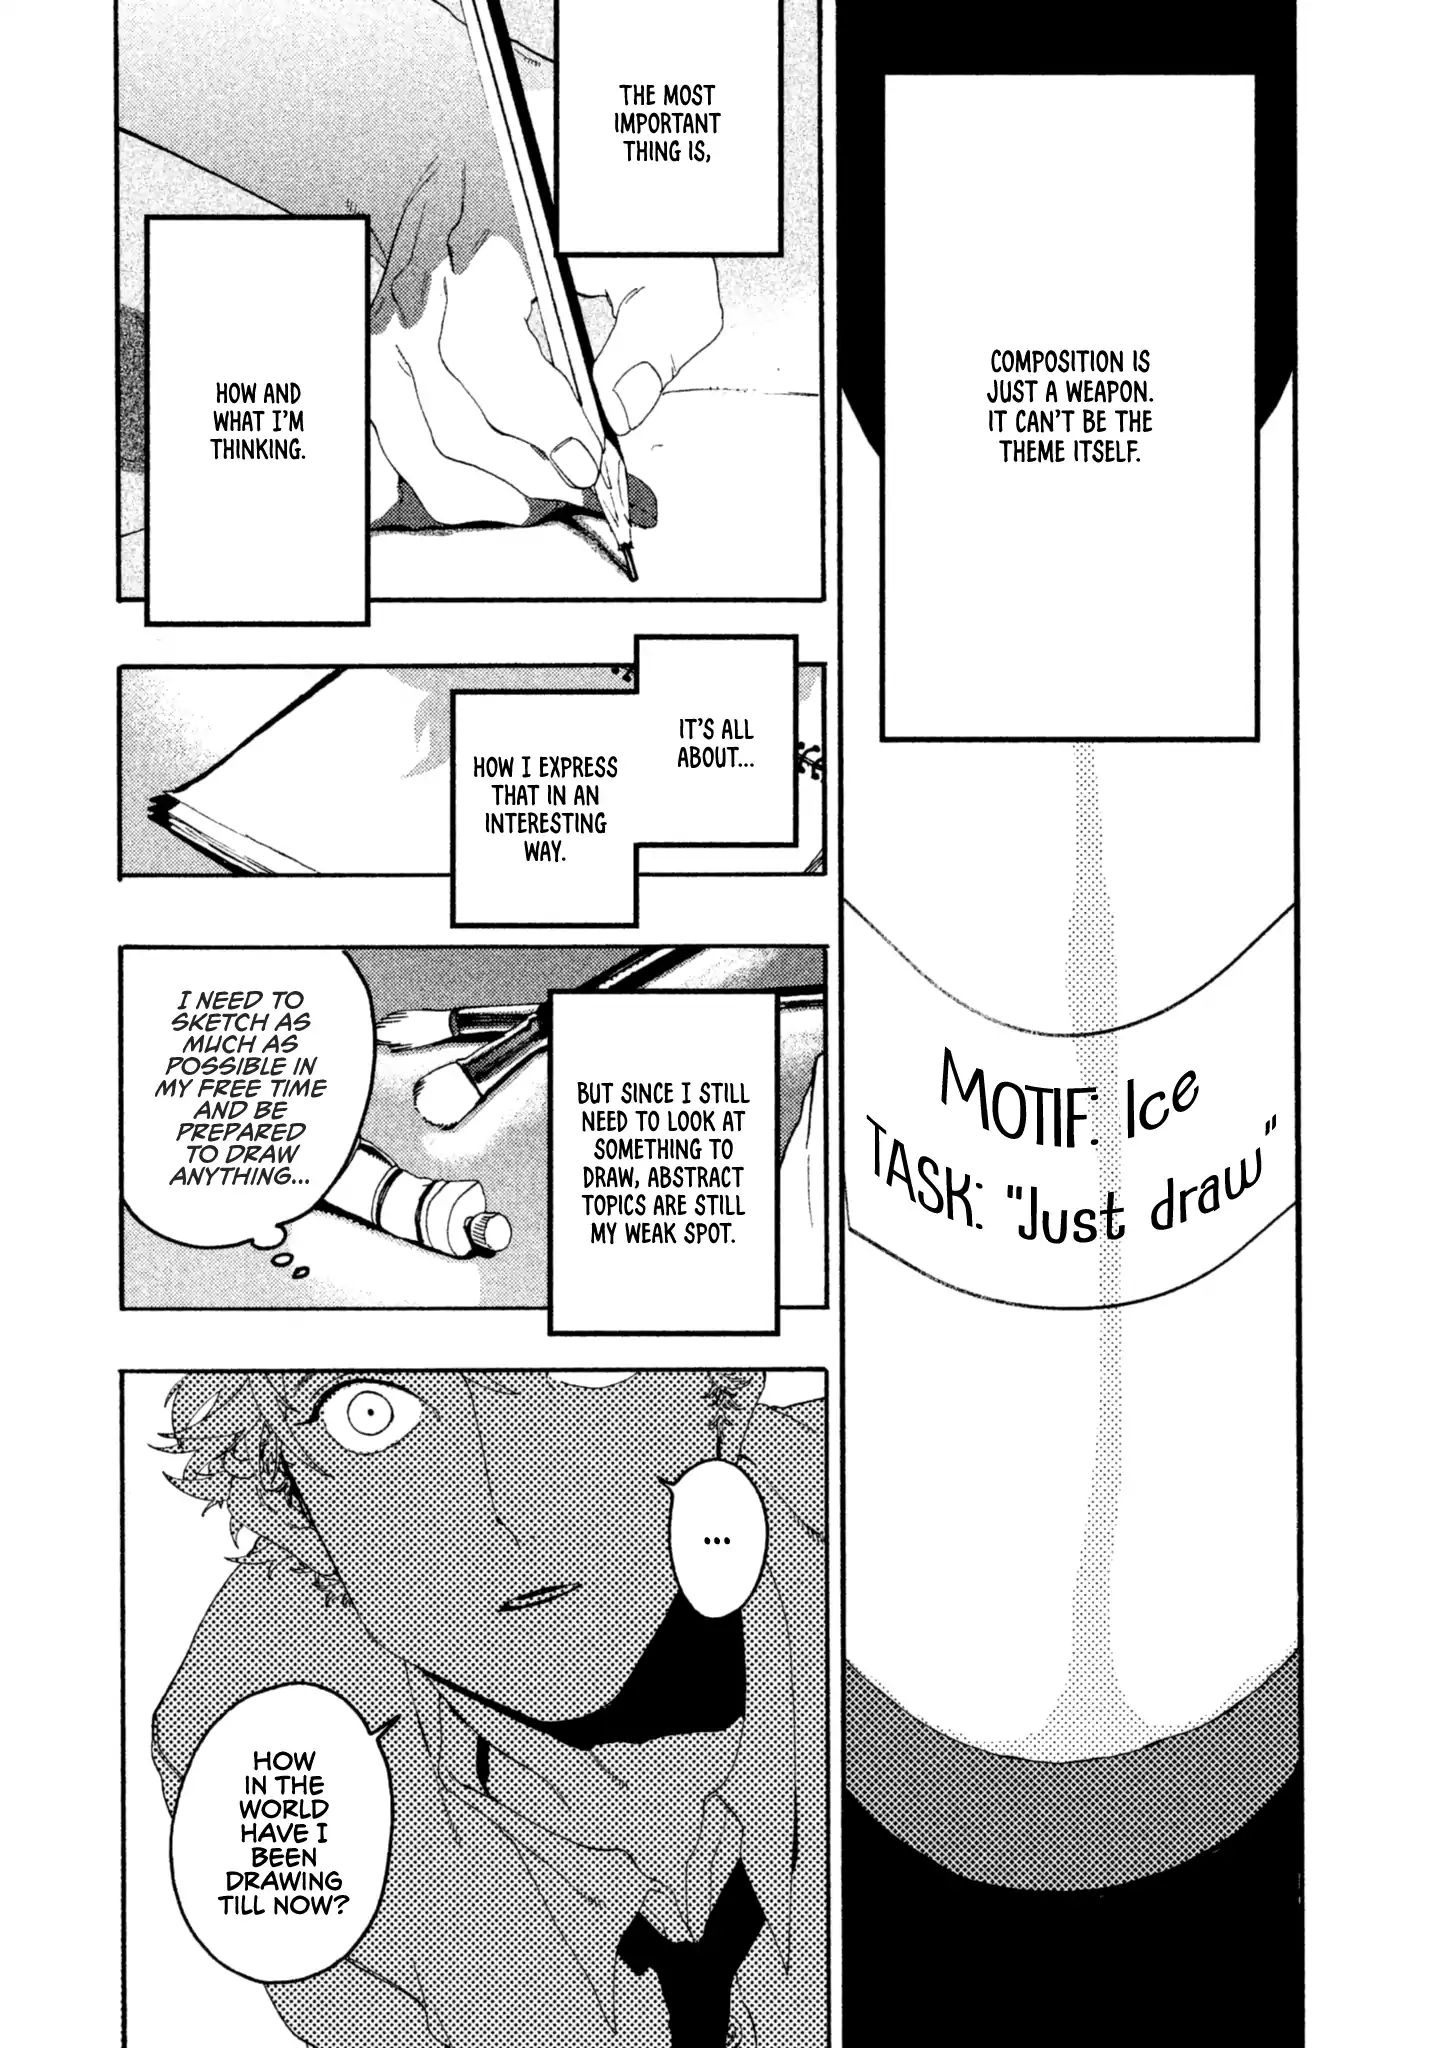 COMPOSITION IS
JUST A WEAPON.
IT CAN'T BE THE
THEME ITSELF.
MOTIF: Ice
TASK: "Just draw"
THE MOST
IMPORTANT
THING IS,
HOW AND
WHAT I'M
THINKING.
IT'S ALL
ABOUT...
HOW I EXPRESS
THAT IN AN
INTERESTING
WAY.
BUT SINCE I STILL
NEED TO LOOK AT
SOMETHING TO
DRAW, ABSTRACT
TOPICS ARE STILL
MY WEAK SPOT.
I NEED TO
SKETCH AS
MUCH AS
POSSIBLE IN
MY FREE TIME
AND BE
PREPARED
TO DRAW
ANYTHING...
...
HOW
IN THE
WORLD
HAVE I
BEEN
DRAWING
TILL NOW?